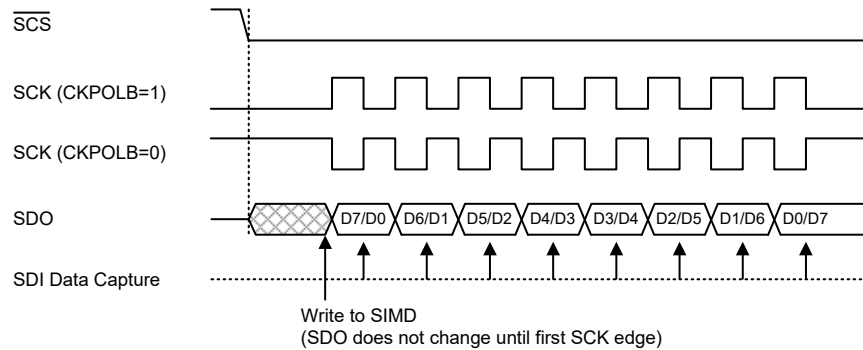 SCS
SCK (CKPOLB=1)
SCK (CKPOLB=0)
SDO
D7/D0 D6/D1 D5/D2 D4/D3 D3/D4 D2/D5 D1/D6 D0/D7
SDI Data Capture
Write to SIMD
(SDO does not change until first SCK edge)